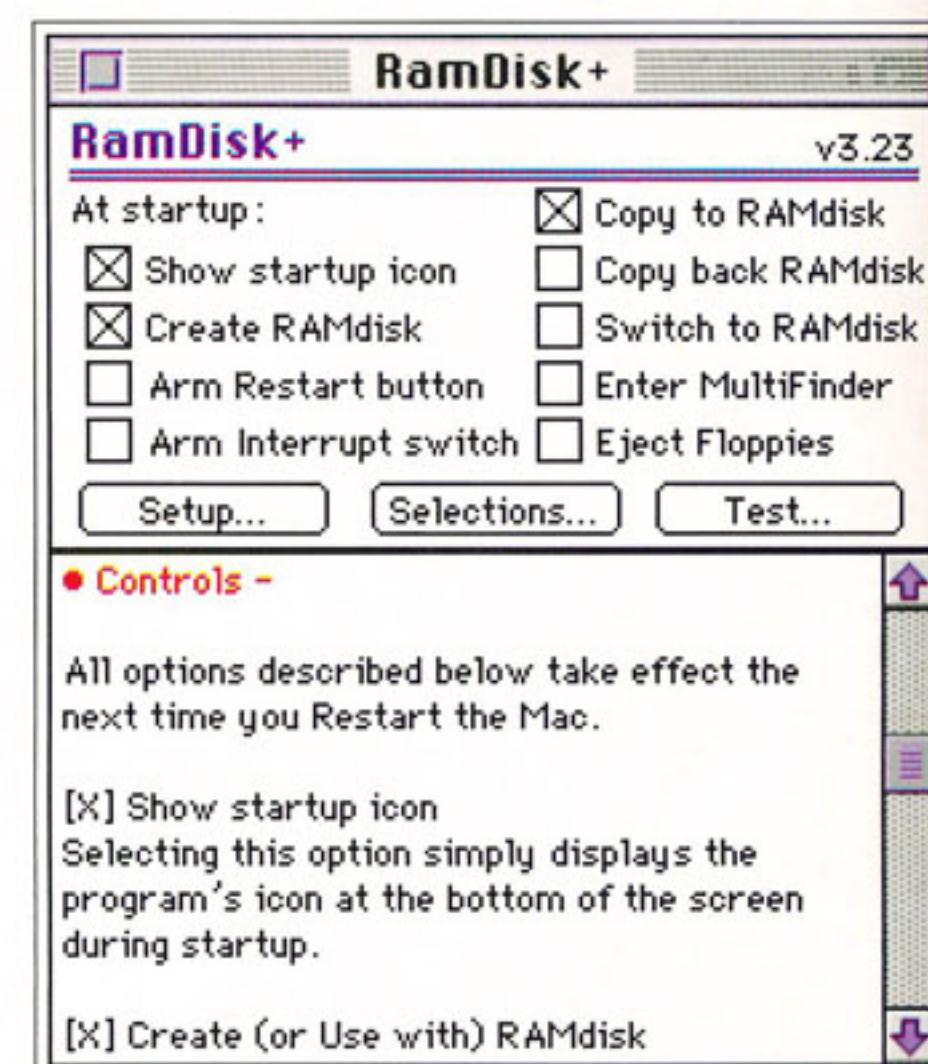 RamDisk+
RamDisk+ v3.23
At startup:
Show startup icon
Create RAMdisk
Arm Restart button
Arm Interrupt switch
Copy to RAMdisk
Copy back RAMdisk
Switch to RAMdisk
Enter MultiFinder
Eject Floppies
Setup... Selections... Test...
• Controls -
All options described below take effect the
next time you Restart the Mac.
[X] Show startup icon
Selecting this option simply displays the
program's icon at the bottom of the screen
during startup.
[X] Create (or Use with) RAMdisk